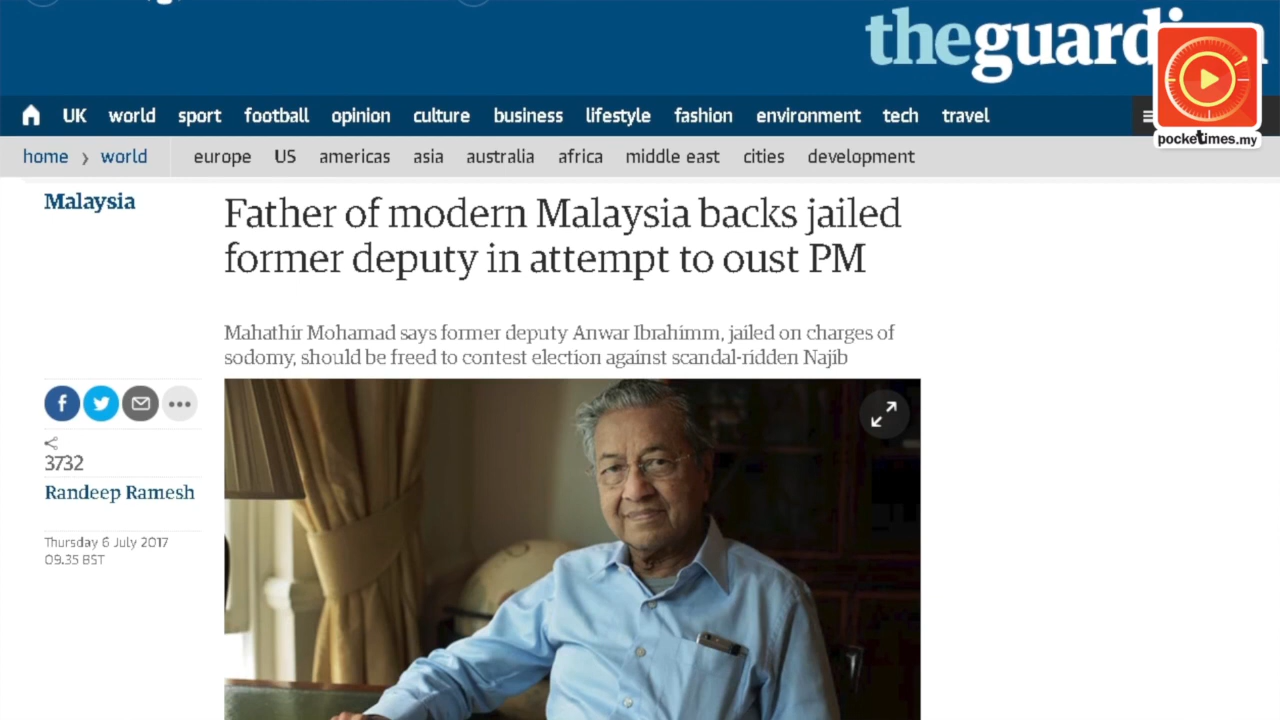 theguardian
pocketimes.my
UK world sport football opinion culture business lifestyle fashion environment tech travel
home › world europe US americas asia australia africa middle east cities development
Malaysia
Father of modern Malaysia backs jailed
former deputy in attempt to oust PM
Mahathir Mohamad says former deputy Anwar Ibrahimm, jailed on charges of
sodomy, should be freed to contest election against scandal-ridden Najib
3732
Randeep Ramesh
Thursday 6 July 2017
09.35 BST